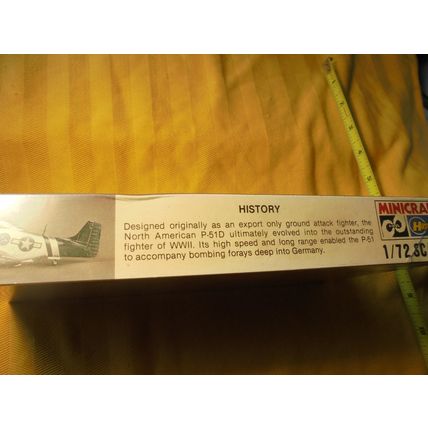 HISTORY
Designed originally as an export only ground attack fighter, the
North American P-51D ultimately evolved into the outstanding
fighter of WWII. Its high speed and long range enabled the P-51
to accompany bombing forays deep into Germany.
MINICRA
1/72 SC